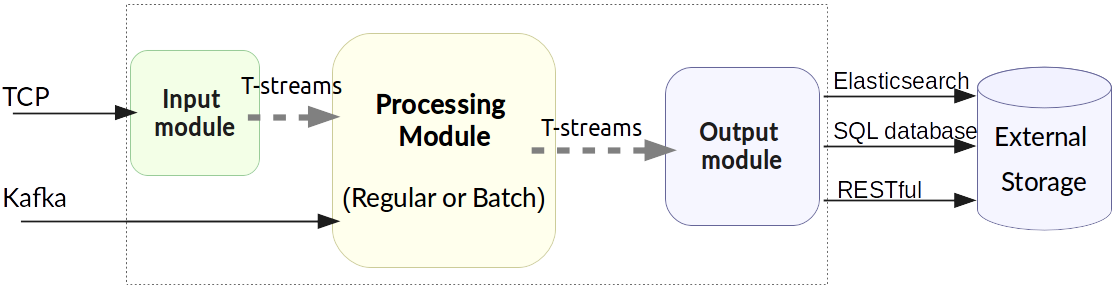 TCP
Input
module
T-streams
Processing
Module
(Regular or Batch)
Kafka
T-streams
Output
module
Elasticsearch
SQL database
RESTful
External
Storage